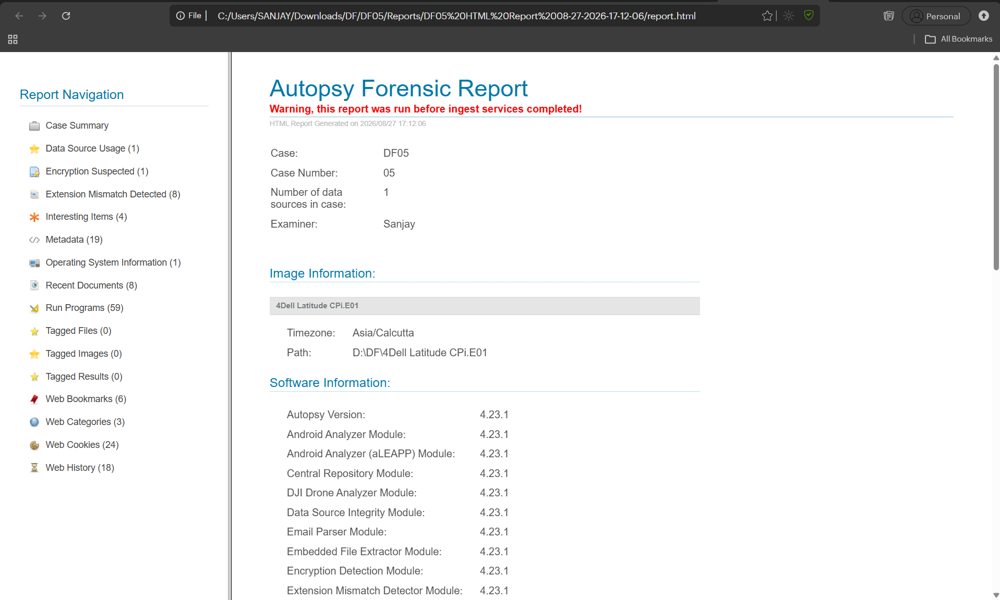 File
C:/Users/SANJAY/Downloads/DF/DF05/Reports/DF05%20HTML%20Report%2008-27-2026-17-12-06/report.html
Personal
All Bookmarks
Report Navigation
Case Summary
Data Source Usage (1)
Encryption Suspected (1)
Extension Mismatch Detected (8)
Interesting Items (4)
Metadata (19)
Operating System Information (1)
Recent Documents (8)
Run Programs (59)
Tagged Files (0)
Tagged Images (0)
Tagged Results (0)
Web Bookmarks (6)
Web Categories (3)
Web Cookies (24)
Web History (18)
Autopsy Forensic Report
Warning, this report was run before ingest services completed!
HTML Report Generated on 2026/08/27 17:12:06
Case: DF05
Case Number: 05
Number of data 1
sources in case:
Examiner: Sanjay
Image Information:
4Dell Latitude CPi.E01
Timezone: Asia/Calcutta
Path: D:\DF\4Dell Latitude CPi.E01
Software Information:
Autopsy Version: 4.23.1
Android Analyzer Module: 4.23.1
Android Analyzer (aLEAPP) Module: 4.23.1
Central Repository Module: 4.23.1
DJI Drone Analyzer Module: 4.23.1
Data Source Integrity Module: 4.23.1
Email Parser Module: 4.23.1
Embedded File Extractor Module: 4.23.1
Encryption Detection Module: 4.23.1
Extension Mismatch Detector Module: 4.23.1